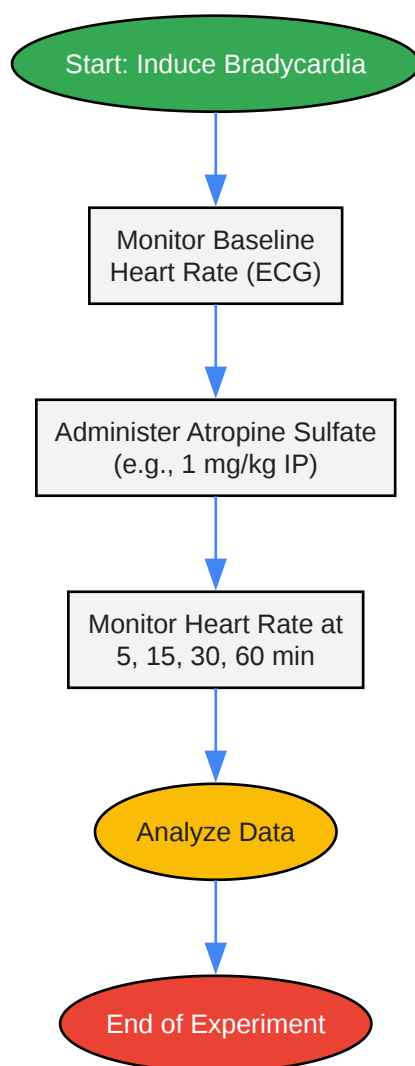 Start: Induce Bradycardia
Monitor Baseline
Heart Rate (ECG)
Administer Atropine Sulfate
(e.g., 1 mg/kg IP)
Monitor Heart Rate at
5, 15, 30, 60 min
Analyze Data
End of Experiment